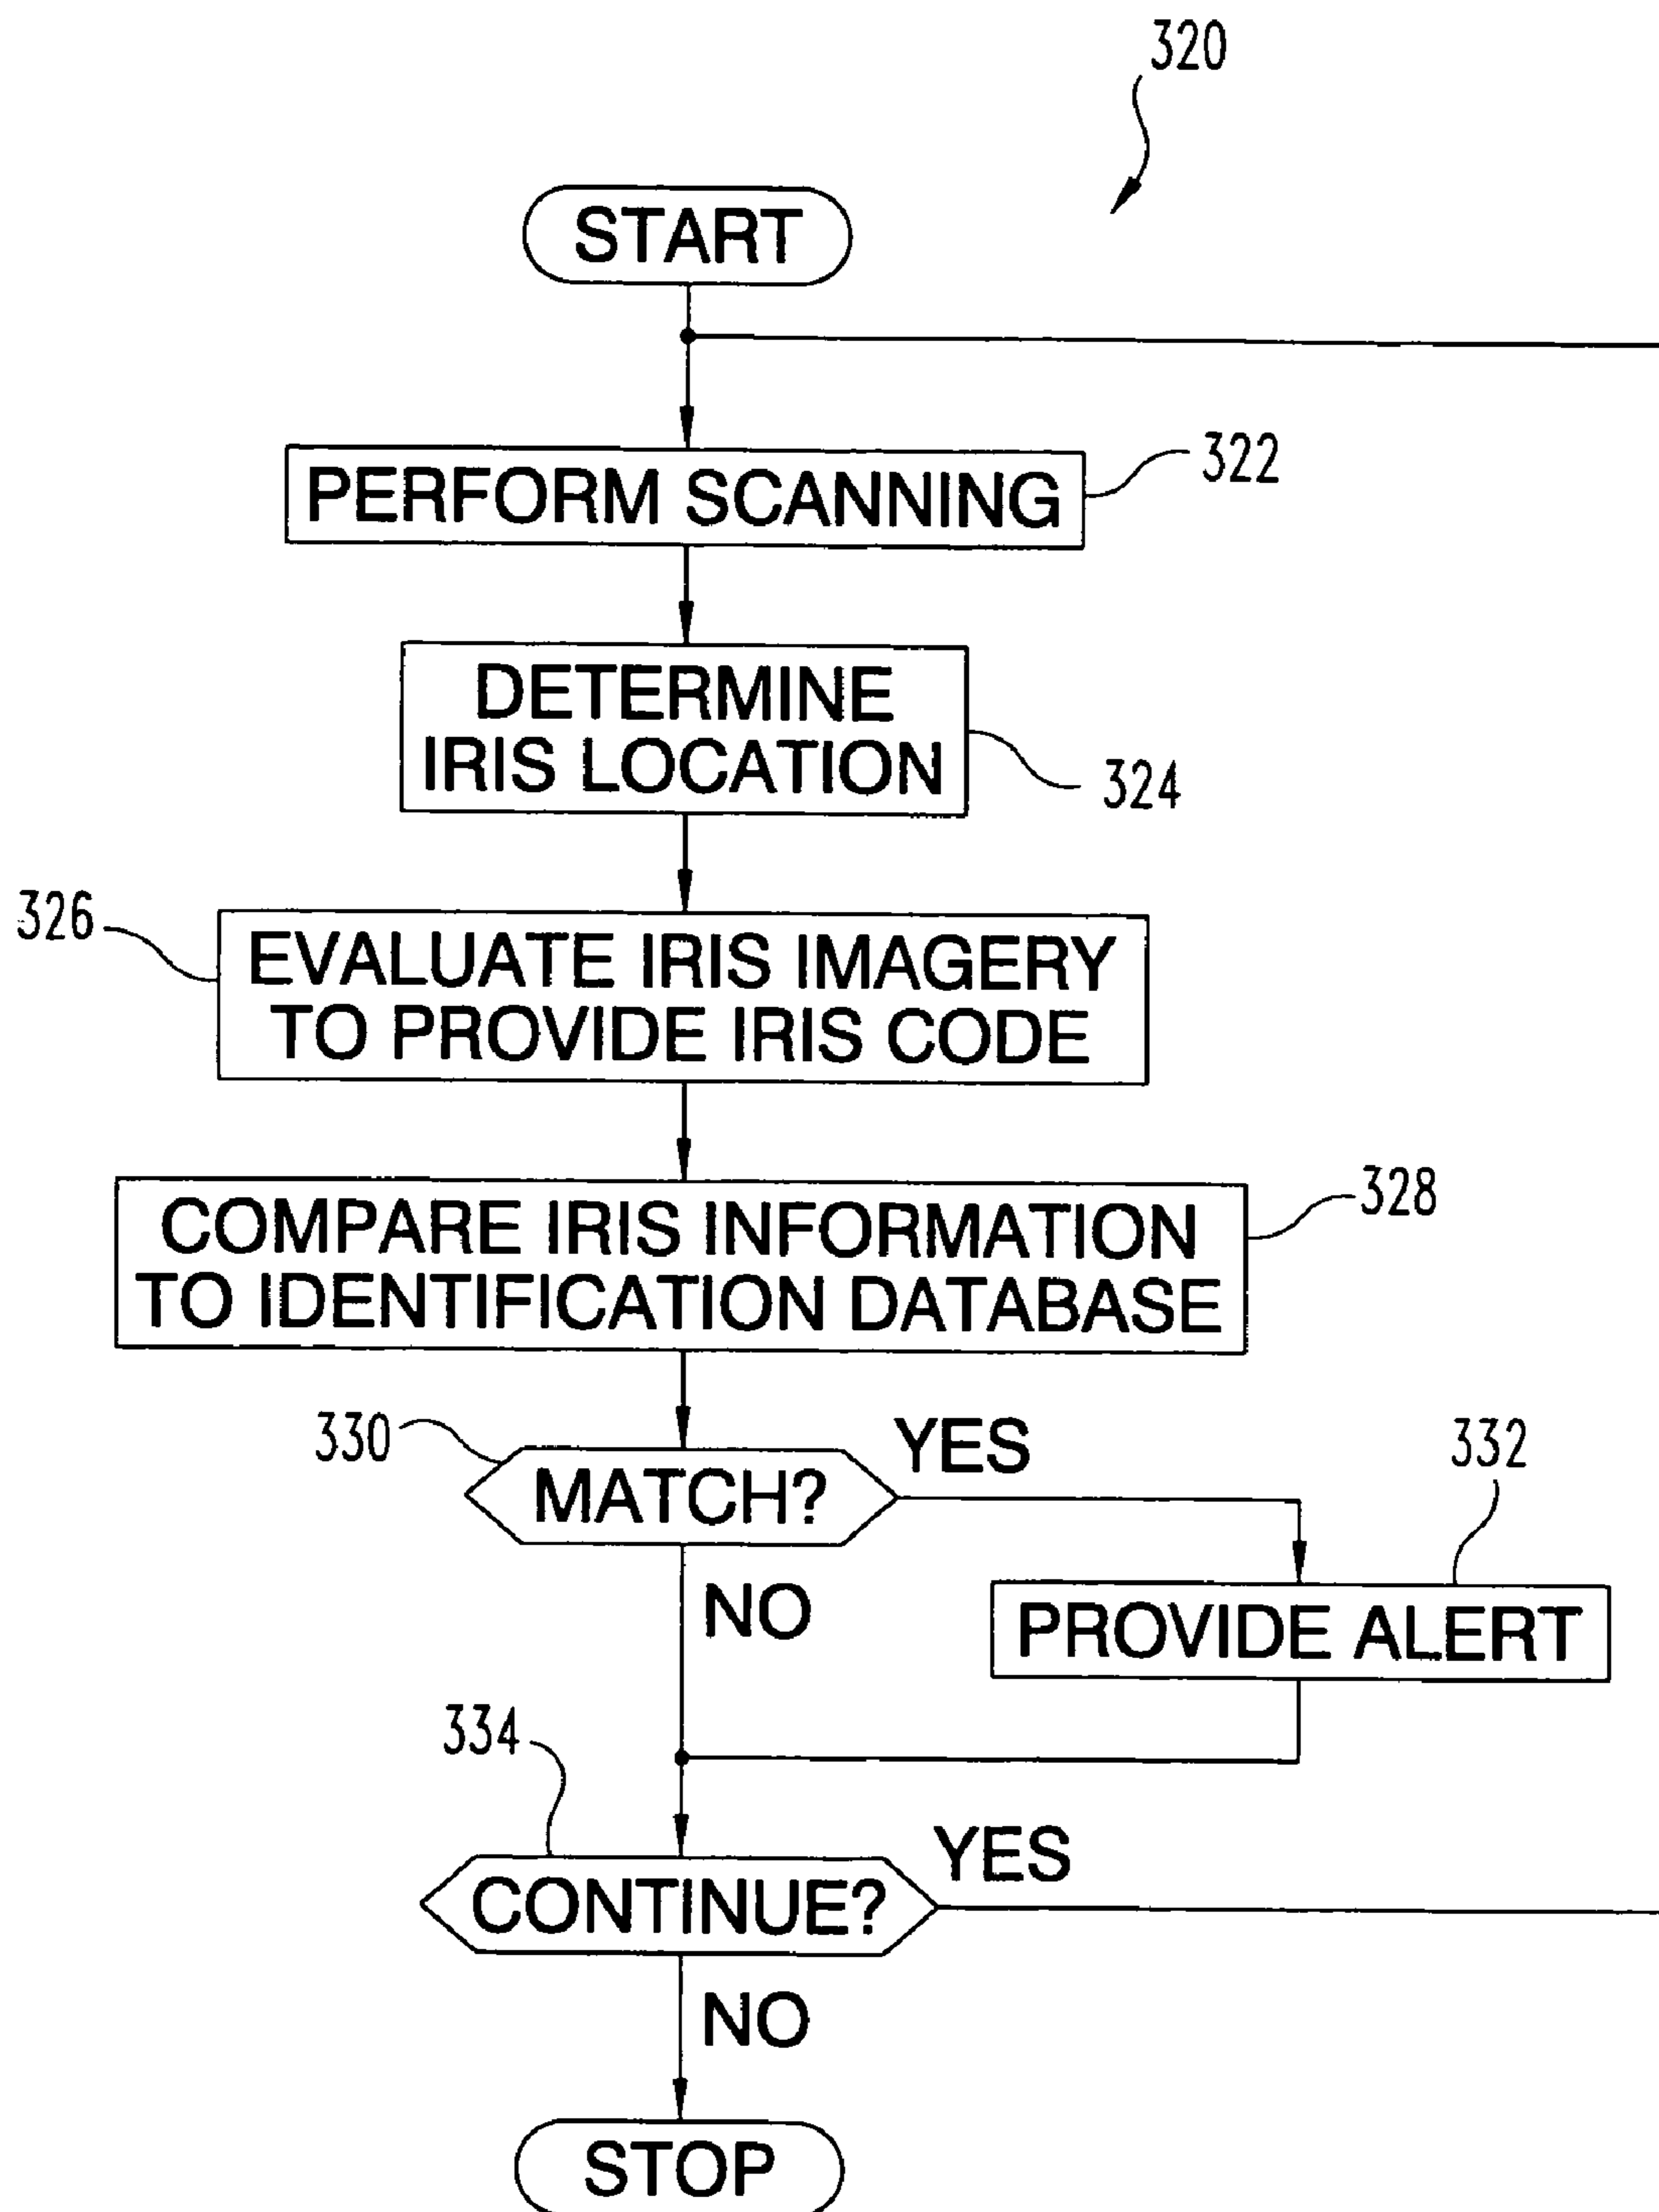 320
START
PERFORM SCANNING
322
DETERMINE
IRIS LOCATION
324
326
EVALUATE IRIS IMAGERY
TO PROVIDE IRIS CODE
COMPARE IRIS INFORMATION
TO IDENTIFICATION DATABASE
328
330
MATCH?
YES
332
NO
PROVIDE ALERT
334
CONTINUE?
YES
NO
STOP